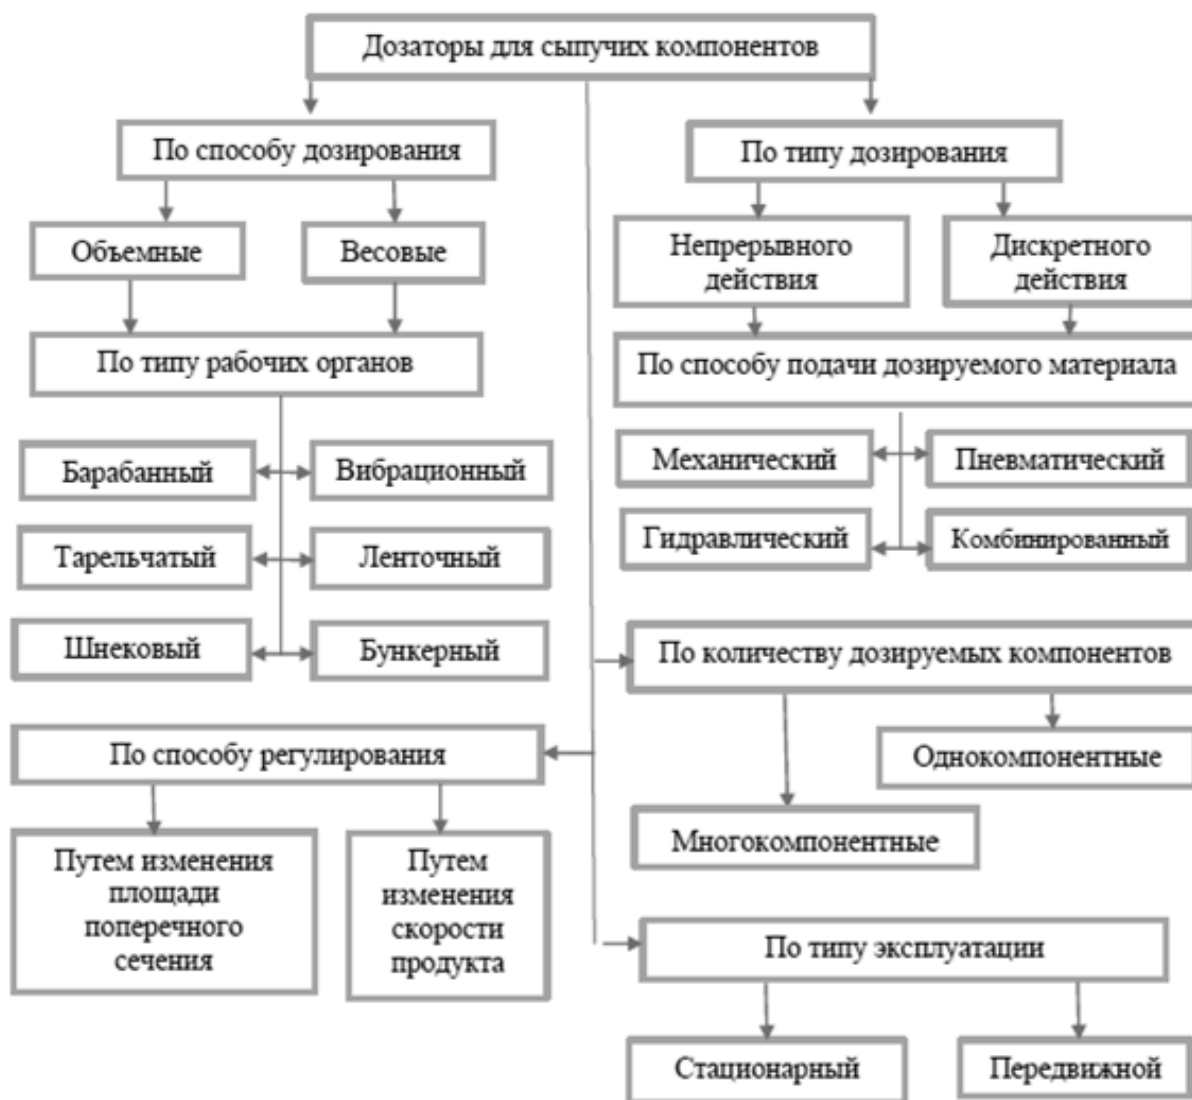 Дозаторы для сыпучих компонентов
По способу дозирования
По типу дозирования
Объемные
Весовые
Непрерывного
действия
Дискретного
действия
По типу рабочих органов
По способу подачи дозируемого материала
Барабанный
Вибрационный
Механический
Пневматический
Тарельчатый
Ленточный
Гидравлический
Комбинированный
Шнековый
Бункерный
По количеству дозируемых компонентов
По способу регулирования
Однокомпонентные
Многокомпонентные
Путем изменения
площади
поперечного
сечения
Путем
изменения
скорости
продукта
По типу эксплуатации
Стационарный
Передвижной